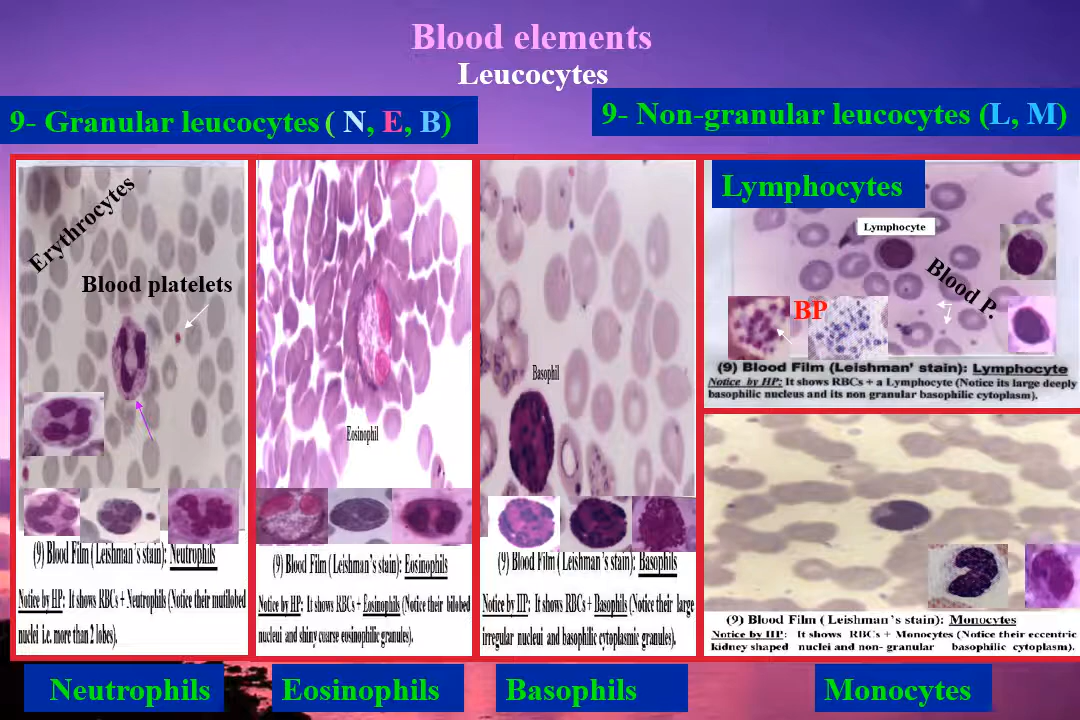 Blood elements
Leucocytes
9- Granular leucocytes ( N, E, B)
9- Non-granular leucocytes (L, M)
Erythrocytes
Blood platelets
(9) Blood Film ( Leishman's stain): Neutrophils
Notice by HP: It shows RBCs + Neutrophils (Notice their mutilobed
nuclei i.e. more than 2 lobes).
Eosinophil
(9) Blood Film ( Leishman's stain): Eosinophils
Notice by HP: It shows RBCs + Eosinophils (Notice their bilobed
nucleui and shiny coarse eosinophilic granules).
Basophil
(9) Blood Film ( Leishman's stain): Basophils
Notice by HP: It shows RBCs + Basophils (Notice their large
irregular nucleui and basophilic cytoplasmic granules).
Lymphocytes
Lymphocyte
Blood P.
BP
(9) Blood Film (Leishman' stain): Lymphocyte
Notice by HP: It shows RBCs + a Lymphocyte (Notice its large deeply
basophilic nucleus and its non granular basophilic cytoplasm).
(9) Blood Film ( Leishman's stain): Monocytes
Notice by HP: It shows RBCs + Monocytes (Notice their eccentric
kidney shaped nuclei and non- granular basophilic cytoplasm).
Neutrophils
Eosinophils
Basophils
Monocytes